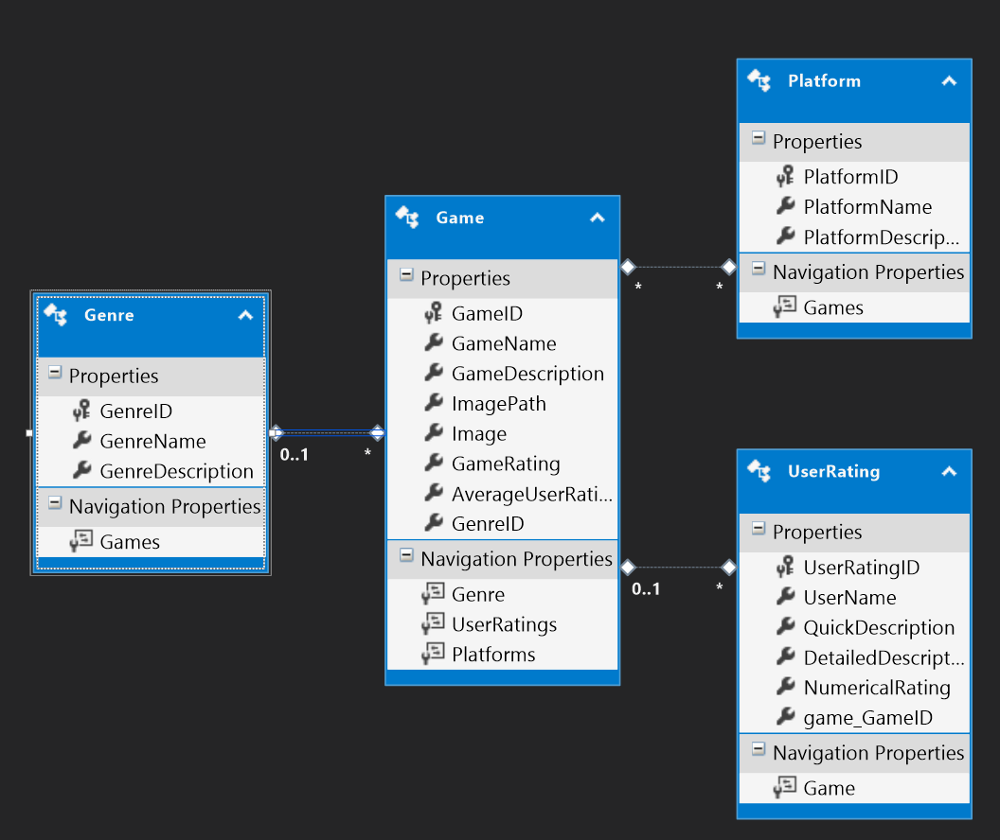 Genre
Properties
GenreID
GenreName
GenreDescription
Navigation Properties
Games
0..1
*
Game
Properties
GameID
GameName
GameDescription
ImagePath
Image
GameRating
AverageUserRati...
GenreID
Navigation Properties
Genre
UserRatings
Platforms
*
*
Platform
Properties
PlatformID
PlatformName
PlatformDescrip...
Navigation Properties
Games
0..1
*
UserRating
Properties
UserRatingID
UserName
QuickDescription
DetailedDescript...
NumericalRating
game_GameID
Navigation Properties
Game